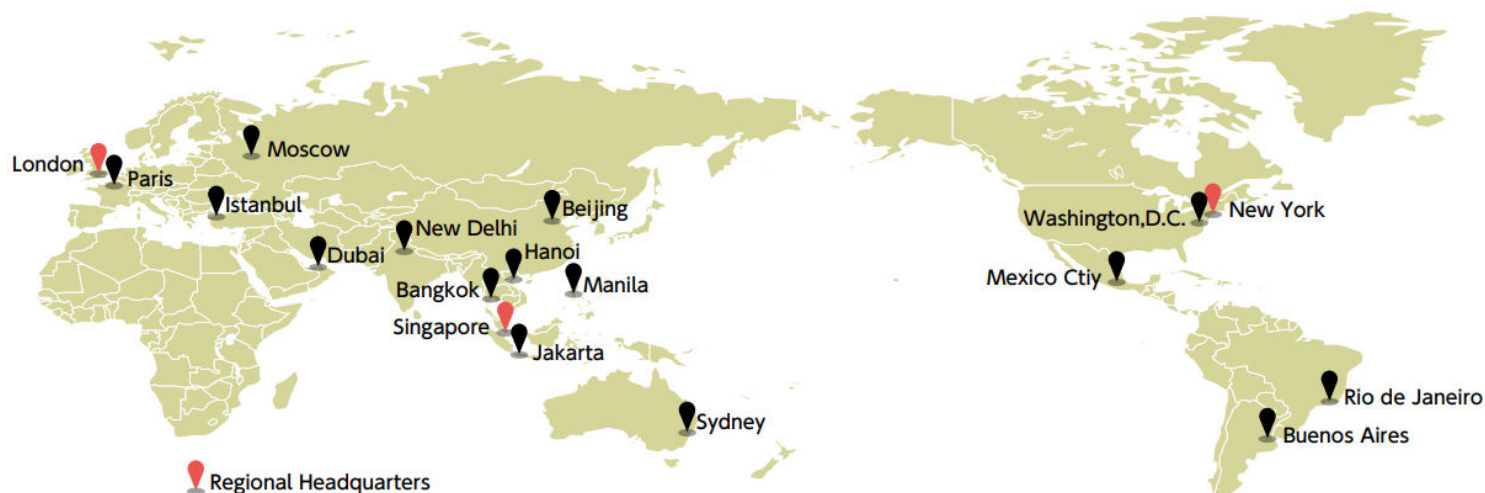 Moscow
London
Paris
Istanbul
Beijing
New Delhi
Washington,D.C.
New York
Dubai
Hanoi
Mexico Ctiy
Bangkok
Manila
Singapore
Jakarta
Rio de Janeiro
Sydney
Buenos Aires
Regional Headquarters